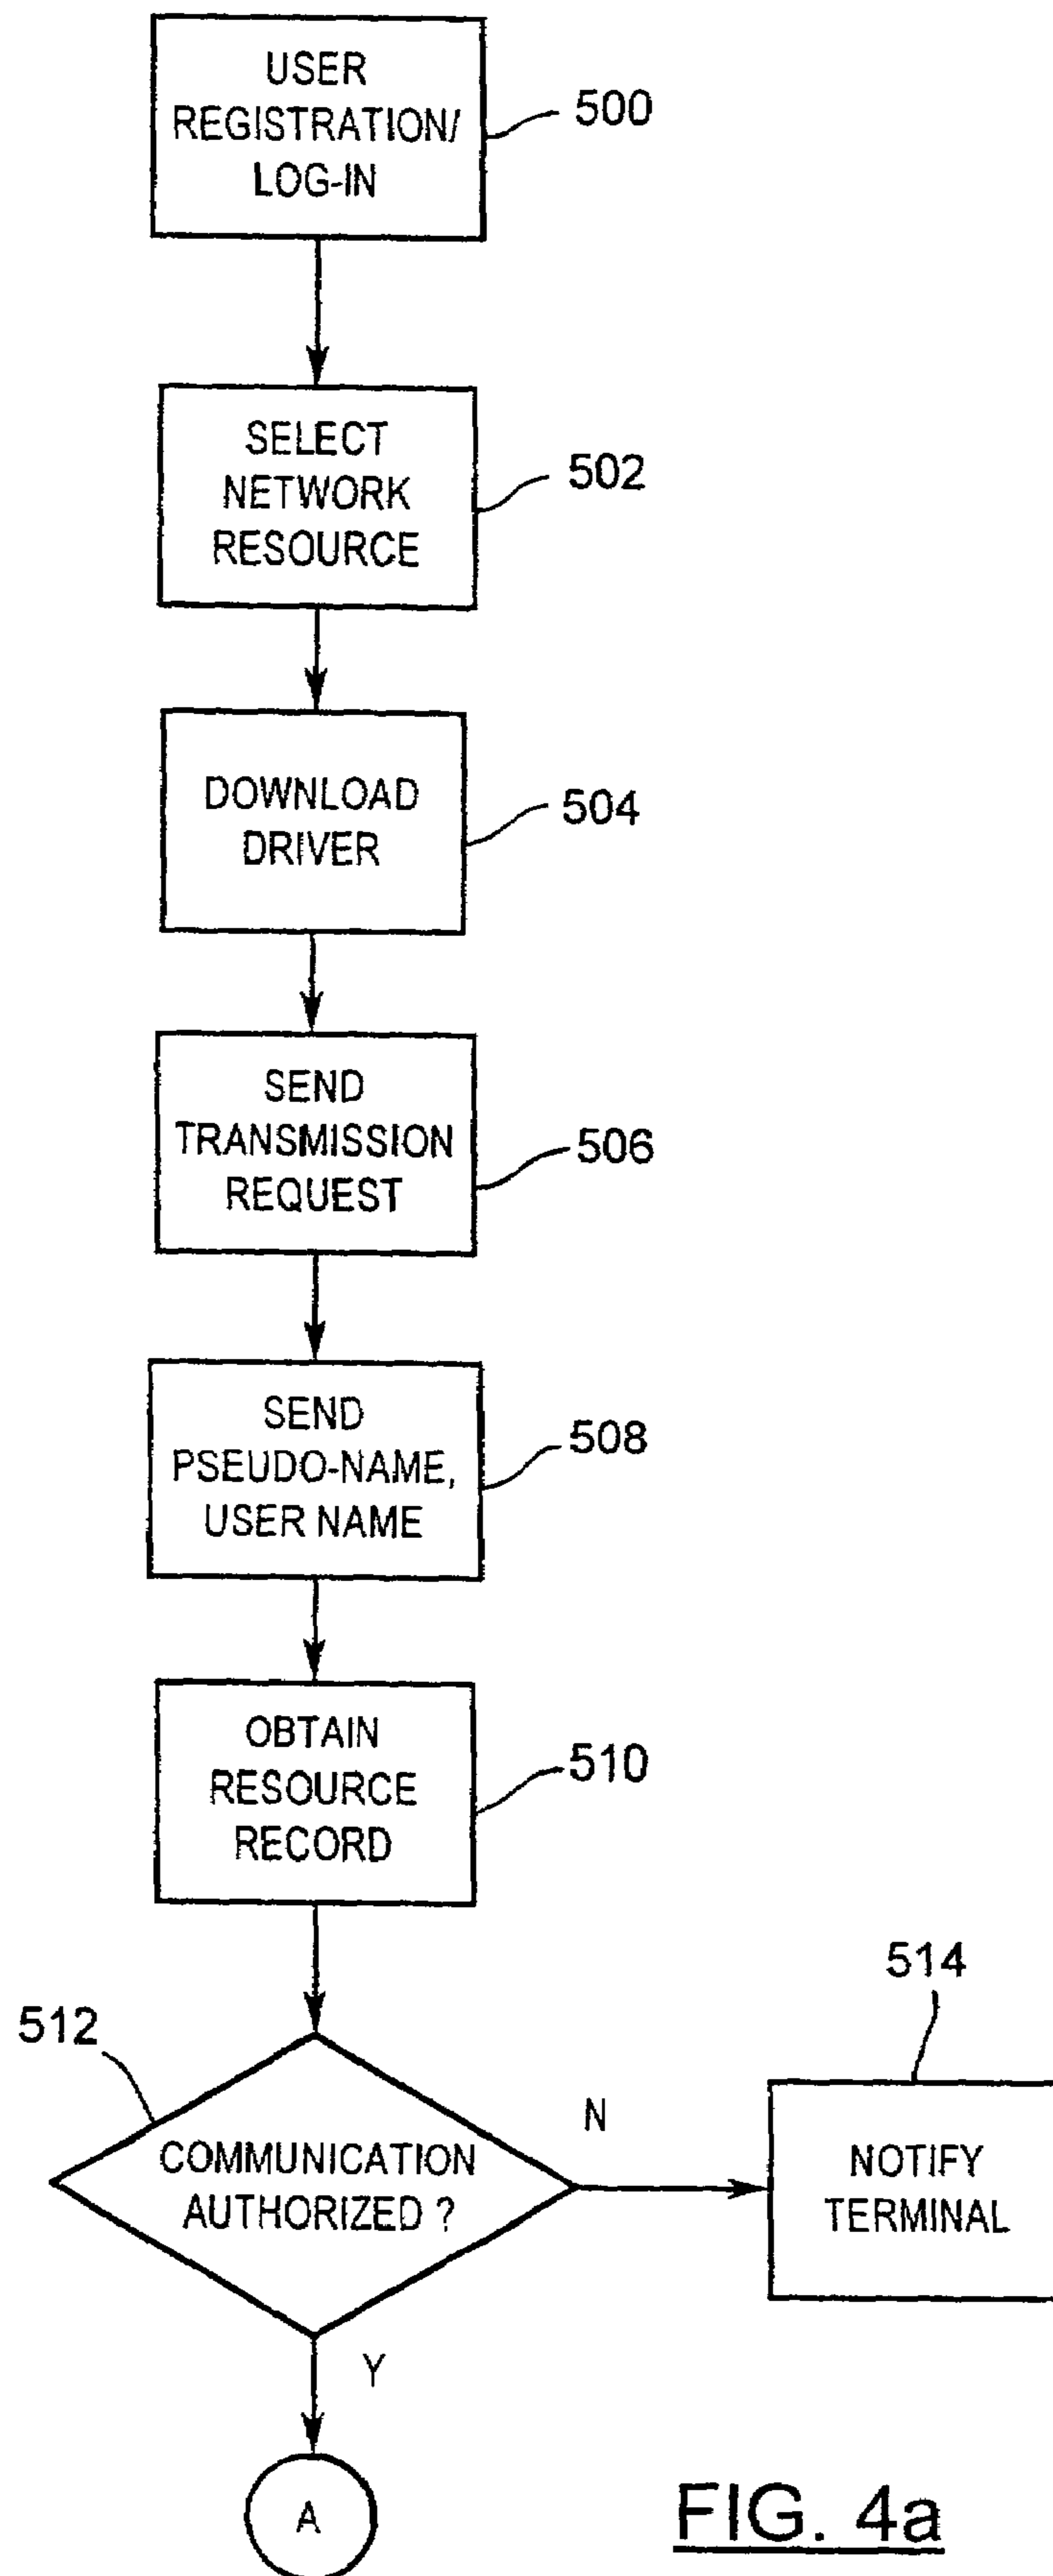 USER
REGISTRATION/
LOG-IN
500
SELECT
NETWORK
RESOURCE
502
DOWNLOAD
DRIVER
504
SEND
TRANSMISSION
REQUEST
506
SEND
PSEUDO-NAME,
USER NAME
508
OBTAIN
RESOURCE
RECORD
510
512
COMMUNICATION
AUTHORIZED ?
N
514
NOTIFY
TERMINAL
Y
A
FIG. 4a